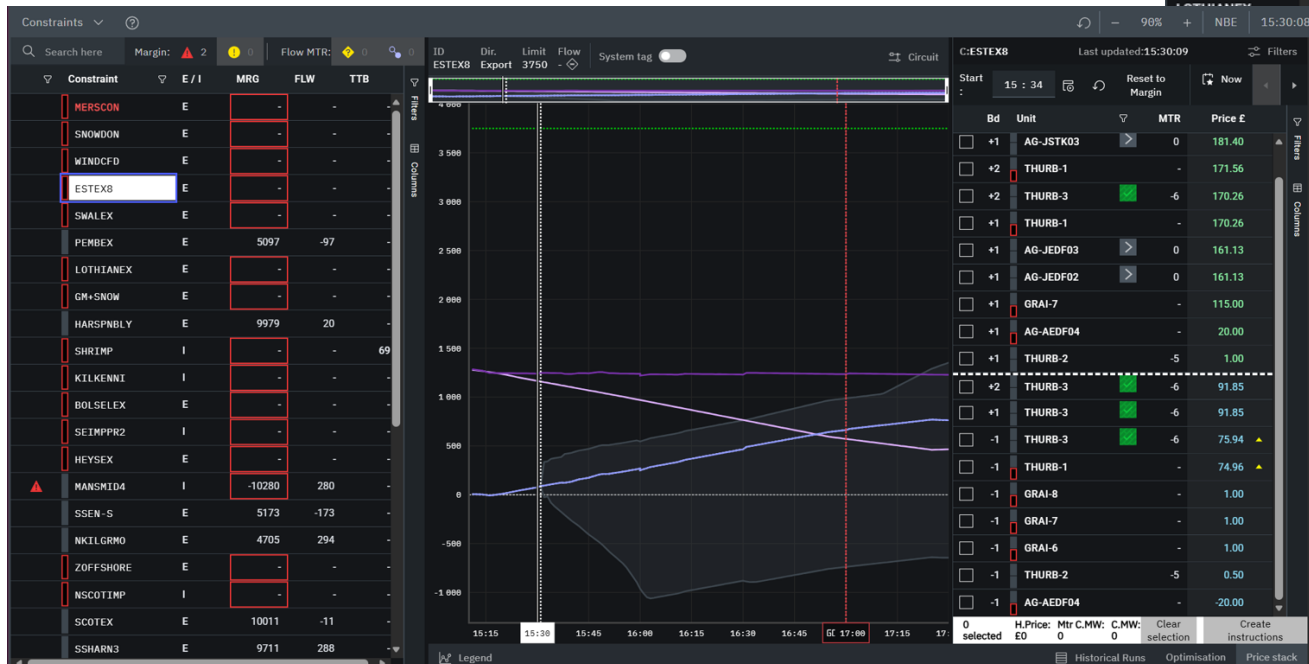 LOTHIANEX
Constraints
90% + NBE 15:30:08
Search here Margin: 2 0 Flow MTR: 0 0
Constraint E / I MRG FLW TTB
MERSCON E - - -
SNOWDON E - - -
WINDCFD E - - -
ESTEX8 E - - -
SWALEX E - - -
PEMBEX E 5097 -97 -
LOTHIANEX E - - -
GM+SNOW E - - -
HARSPNBLY E 9979 20 -
SHRIMP I - - 69
KILKENNI I - - -
BOLSELEX E - - -
SEIMPPR2 I - - -
HEYSEX E - - -
MANSMID4 I -10280 280 -
SSEN-S E 5173 -173 -
NKILGRMO E 4705 294 -
ZOFFSHORE E - - -
NSCOTIMP I - - -
SCOTEX E 10011 -11 -
SSHARN3 E 9711 288 -
Filters
Columns
ID Dir. Limit Flow
ESTEX8 Export 3750 -
System tag
Circuit
4 000
3 500
3 000
2 500
2 000
1 500
1 000
500
0
-500
-1 000
15:15 15:30 15:45 16:00 16:15 16:30 16:45 GC 17:00 17:15 17:
Legend
C:ESTEX8 Last updated:15:30:09 Filters
Start : 15 : 34 Reset to Margin Now
Bd Unit MTR Price £
+1 AG-JSTK03 0 181.40
+2 THURB-1 - 171.56
+2 THURB-3 -6 170.26
+1 THURB-1 - 170.26
+1 AG-JEDF03 0 161.13
+1 AG-JEDF02 0 161.13
+1 GRAI-7 - 115.00
+1 AG-AEDF04 - 20.00
+1 THURB-2 -5 1.00
+2 THURB-3 -6 91.85
+1 THURB-3 -6 91.85
-1 THURB-3 -6 75.94
-1 THURB-1 - 74.96
-1 GRAI-8 - 1.00
-1 GRAI-7 - 1.00
-1 GRAI-6 - 1.00
-1 THURB-2 -5 0.50
-1 AG-AEDF04 - -20.00
Filters
Columns
0 selected H.Price: £0 Mtr C.MW: 0 C.MW: 0 Clear selection Create instructions
Historical Runs Optimisation Price stack